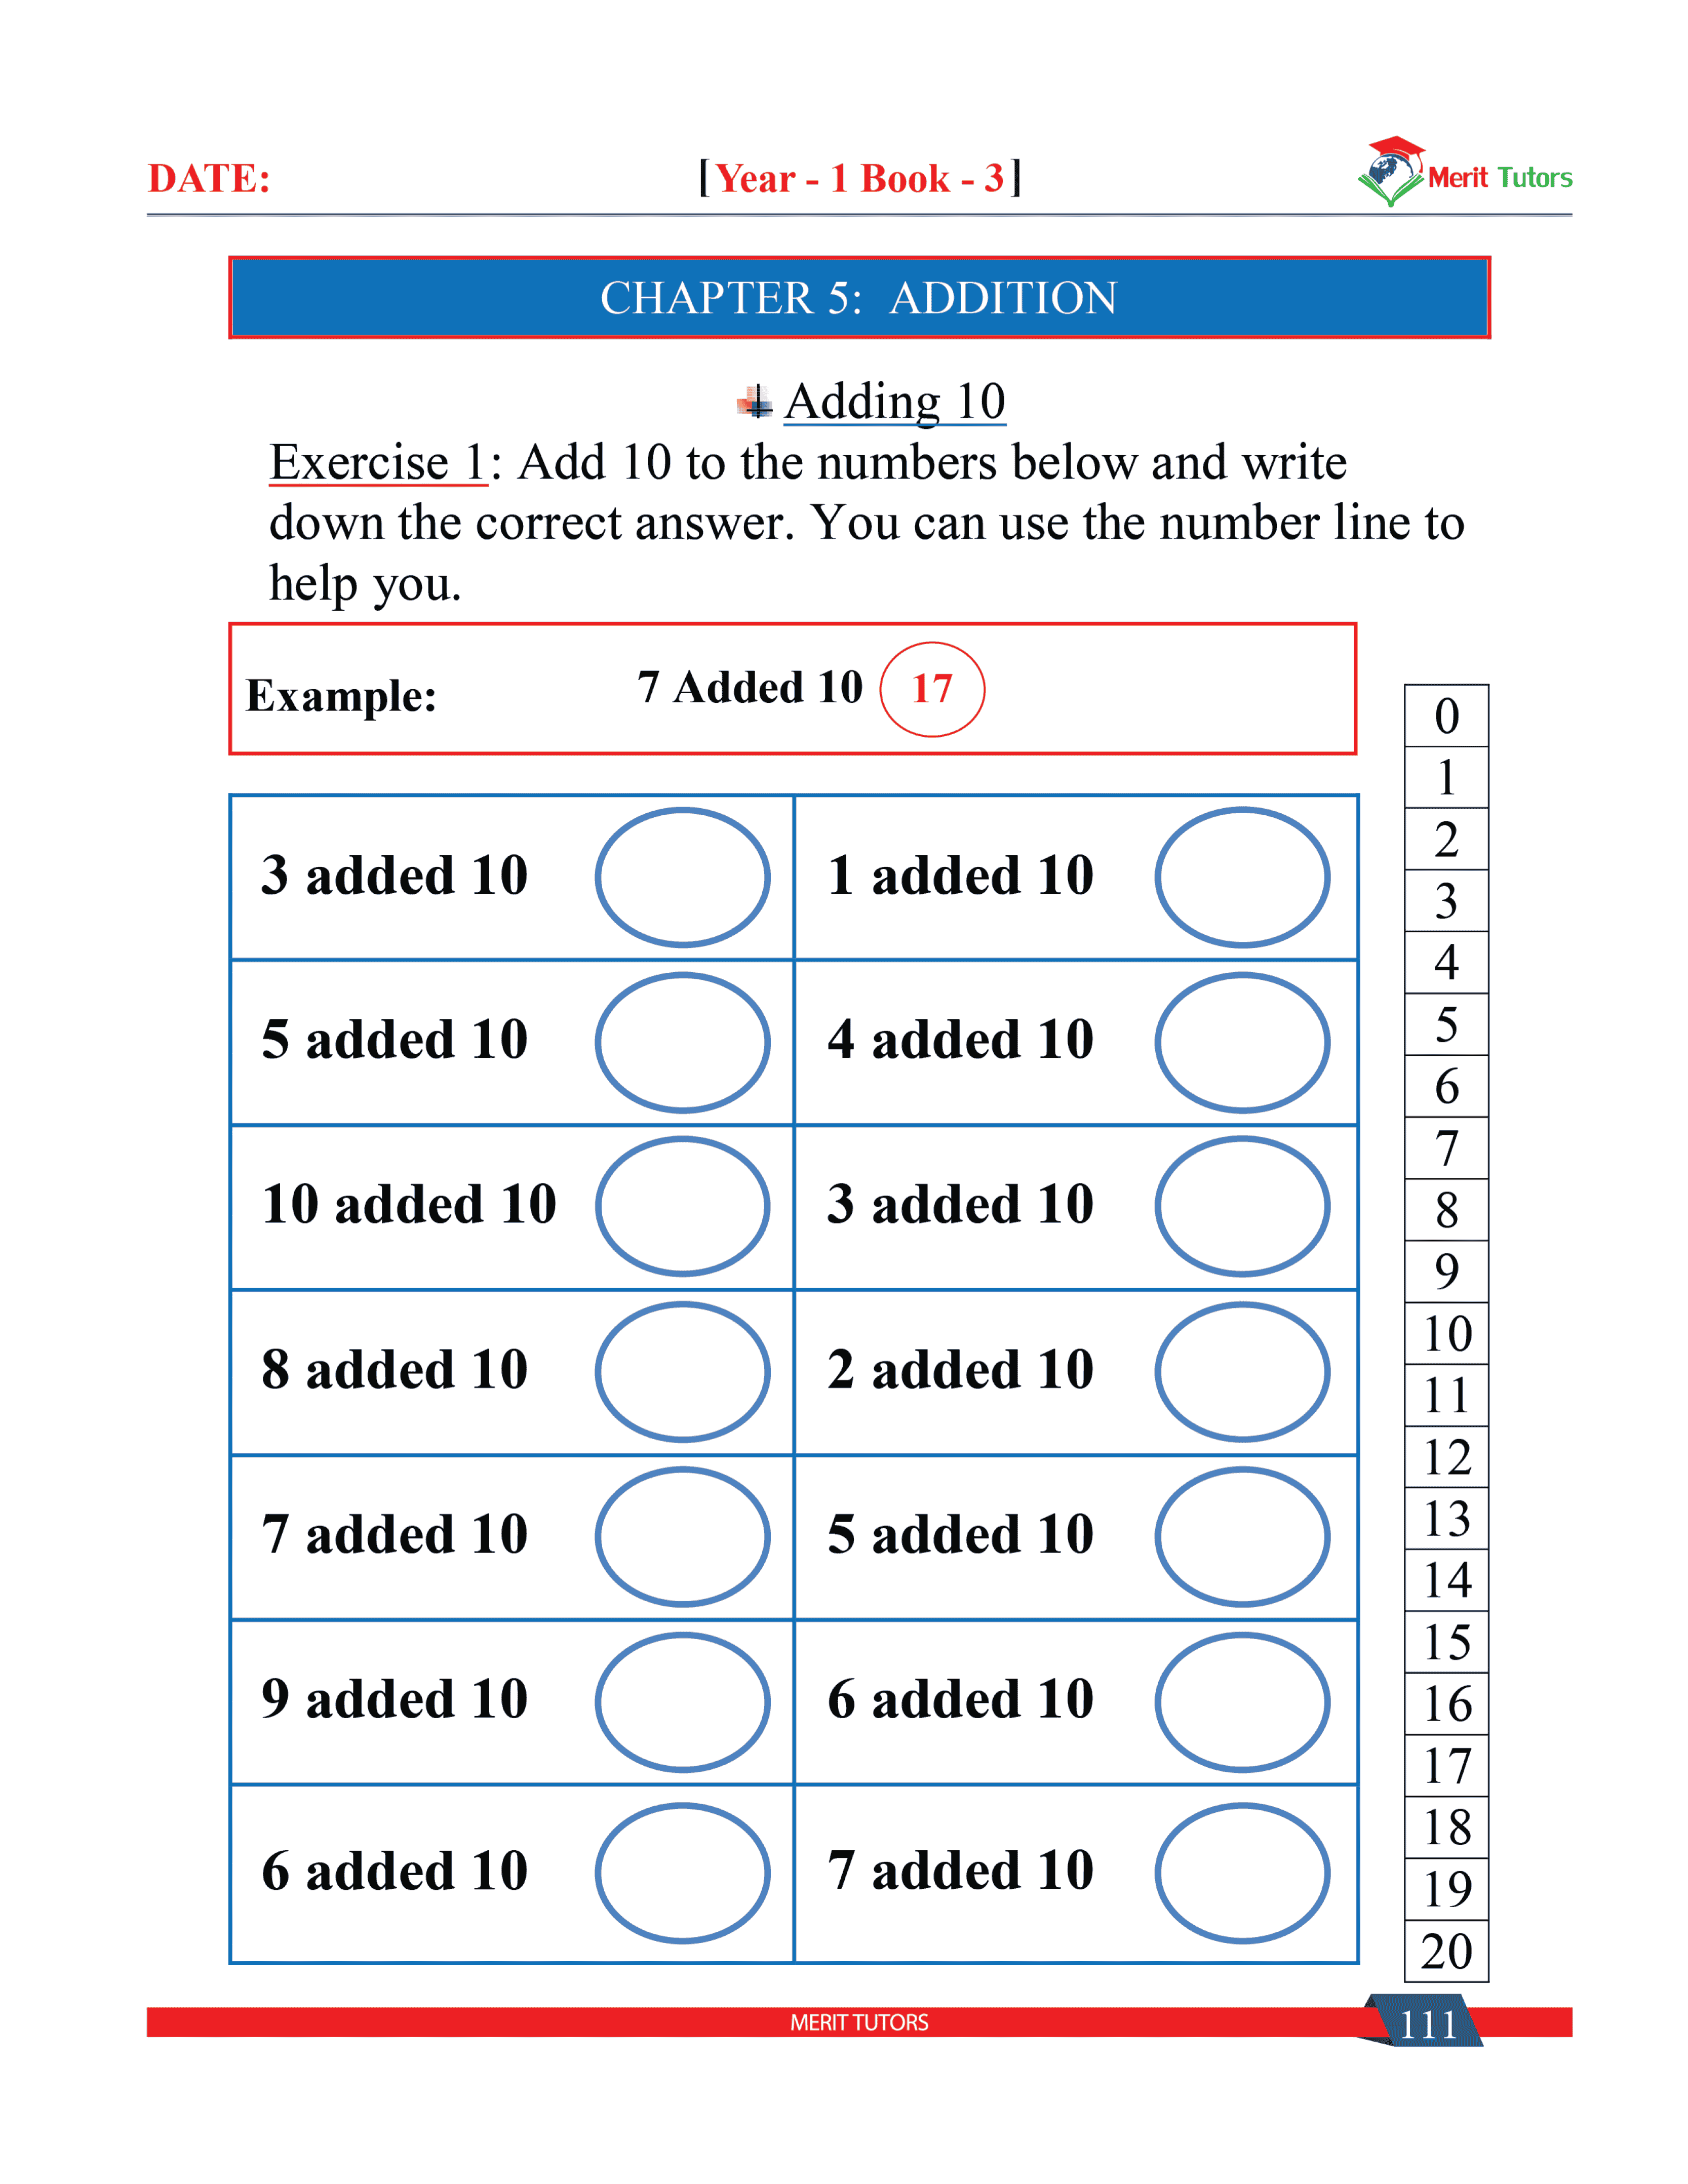 DATE:
[ Year - 1 Book - 3 ]
Merit Tutors
CHAPTER 5: ADDITION
Adding 10
Exercise 1: Add 10 to the numbers below and write
down the correct answer. You can use the number line to
help you.
Example: 7 Added 10 17
3 added 10
1 added 10
5 added 10
4 added 10
10 added 10
3 added 10
8 added 10
2 added 10
7 added 10
5 added 10
9 added 10
6 added 10
6 added 10
7 added 10
0
1
2
3
4
5
6
7
8
9
10
11
12
13
14
15
16
17
18
19
20
MERIT TUTORS
111